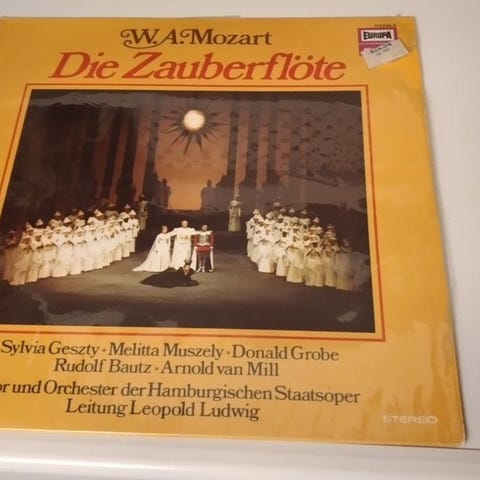 W.A.Mozart
EUROPA
Die Zauberflöte
Sylvia Geszty · Melitta Muszely · Donald Grobe
Rudolf Bautz · Arnold van Mill
or und Orchester der Hamburgischen Staatsoper
Leitung Leopold Ludwig
STEREO